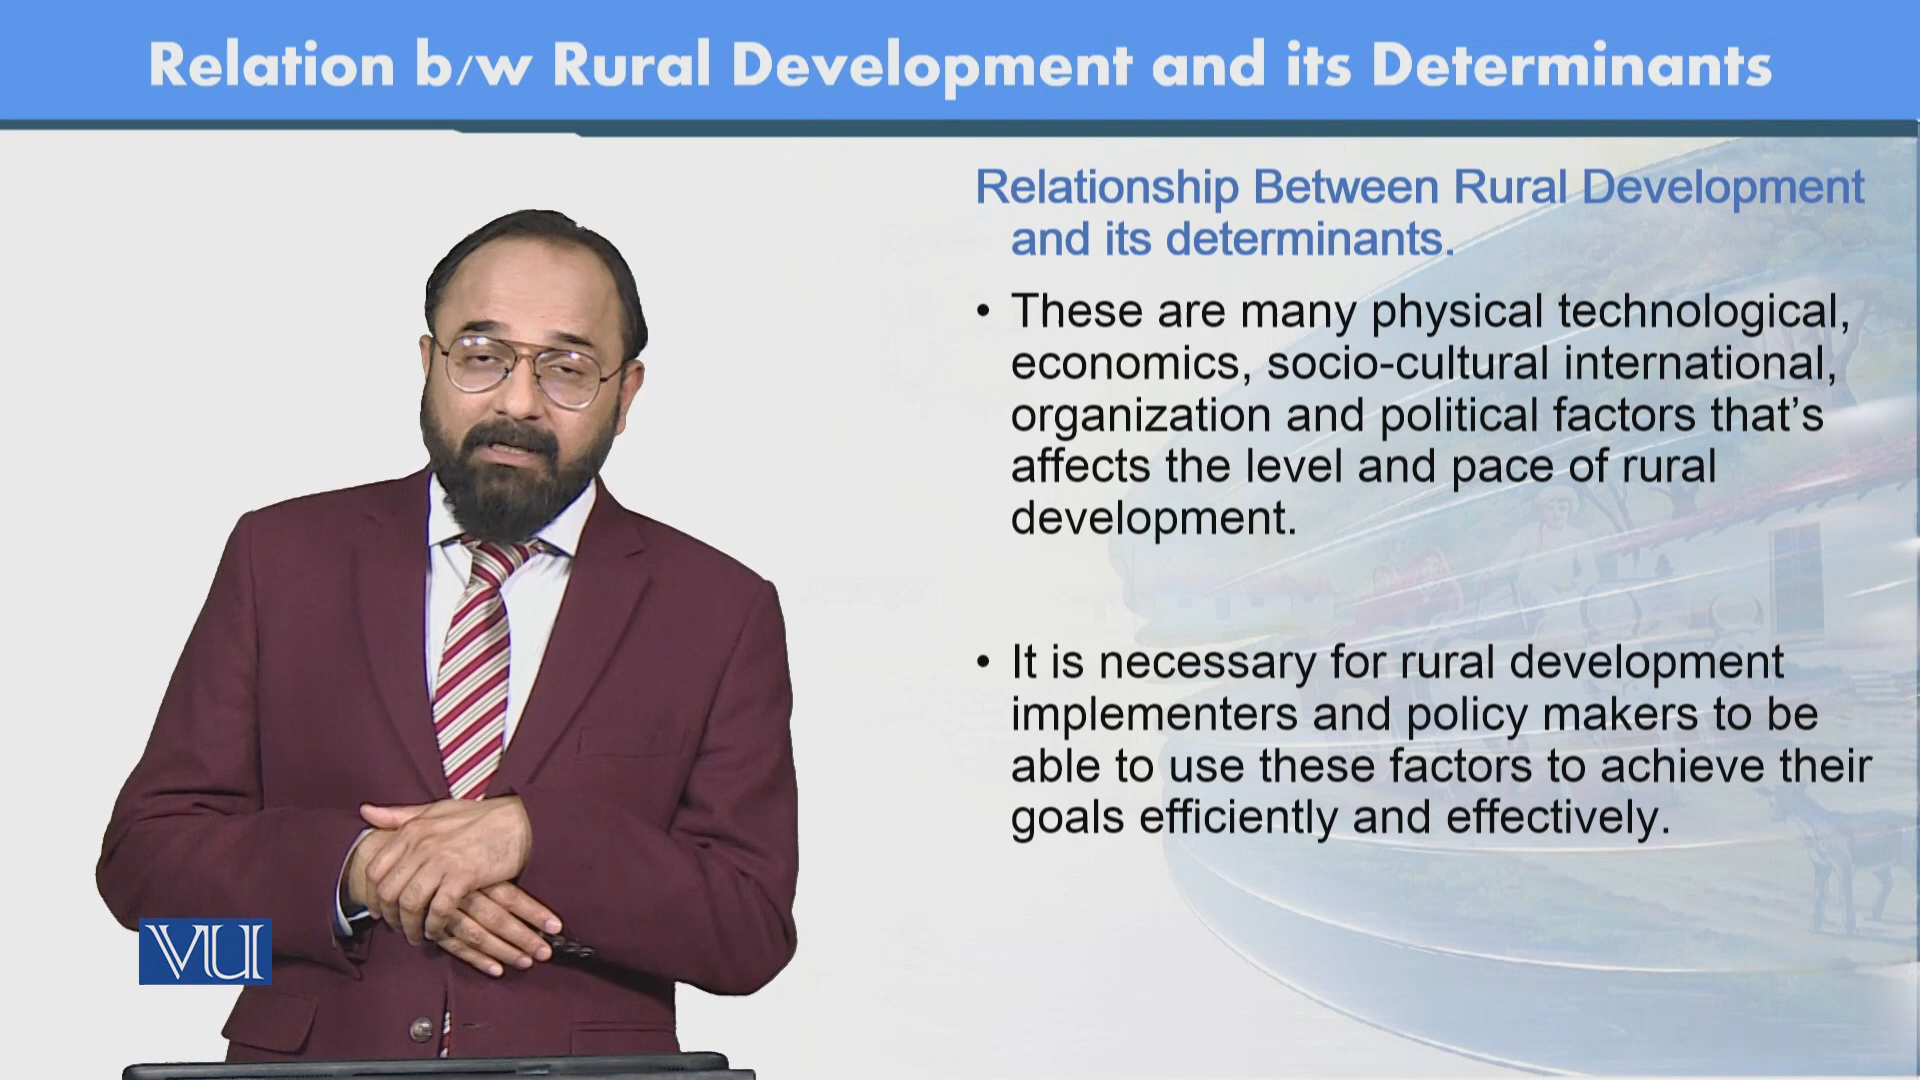 Relation b/w Rural Development and its Determinants
Relationship Between Rural Development
and its determinants.
• These are many physical technological,
economics, socio-cultural international,
organization and political factors that’s
affects the level and pace of rural
development.
• It is necessary for rural development
implementers and policy makers to be
able to use these factors to achieve their
goals efficiently and effectively.
VU